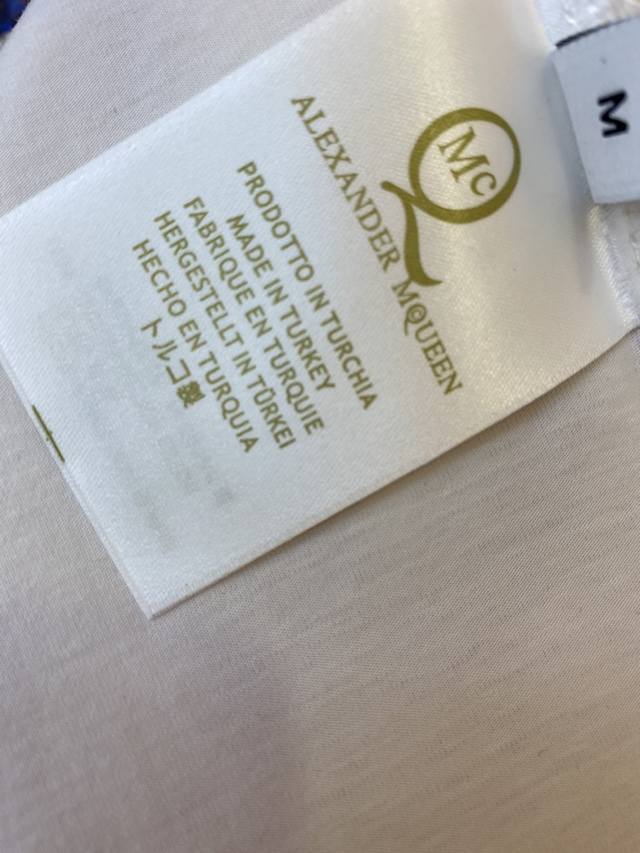 Mc
ALEXANDER McQUEEN
PRODOTTO IN TURCHIA
MADE IN TURKEY
FABRIQUE EN TURQUIE
HERGESTELLT IN TÜRKEI
HECHO EN TURQUIA
トルコ製
M